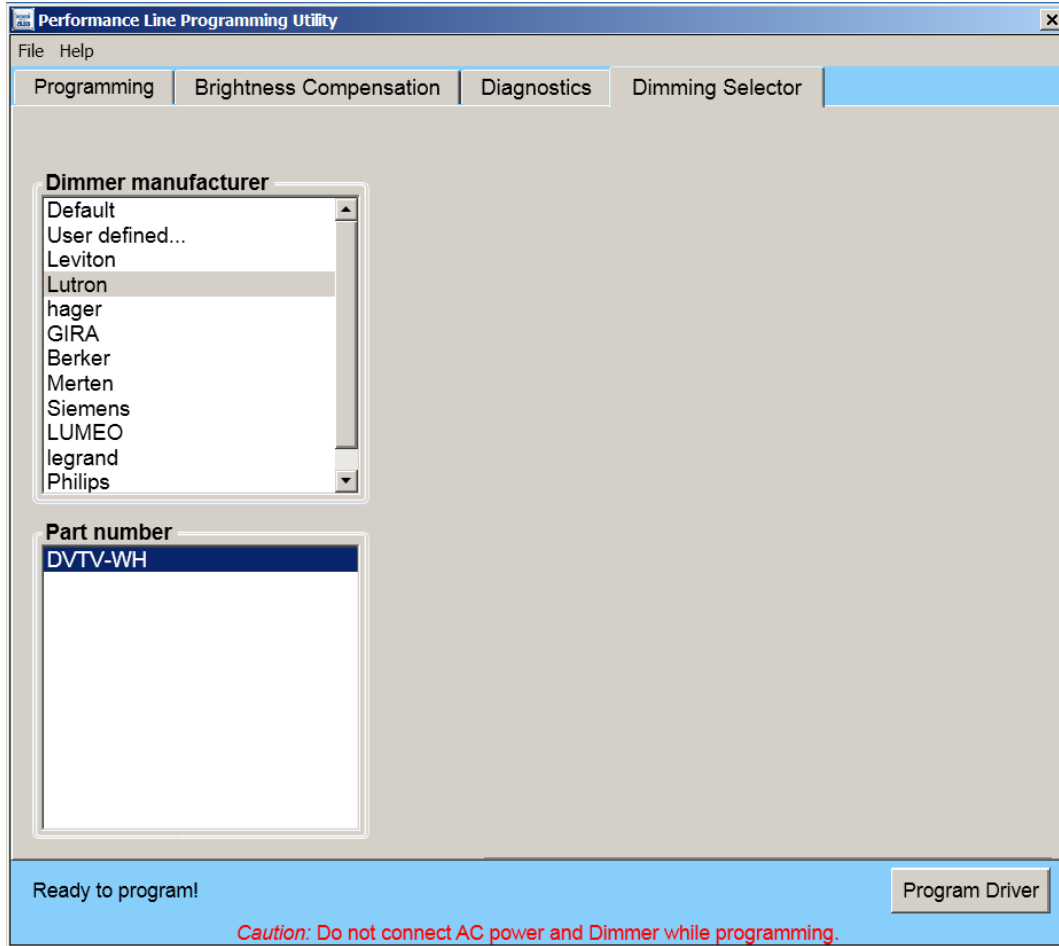 Performance Line Programming Utility
File Help
Programming Brightness Compensation Diagnostics Dimming Selector
Dimmer manufacturer
Default
User defined...
Leviton
Lutron
hager
GIRA
Berker
Merten
Siemens
LUMEO
legrand
Philips
Part number
DVTV-WH
Ready to program!
Program Driver
Caution: Do not connect AC power and Dimmer while programming.